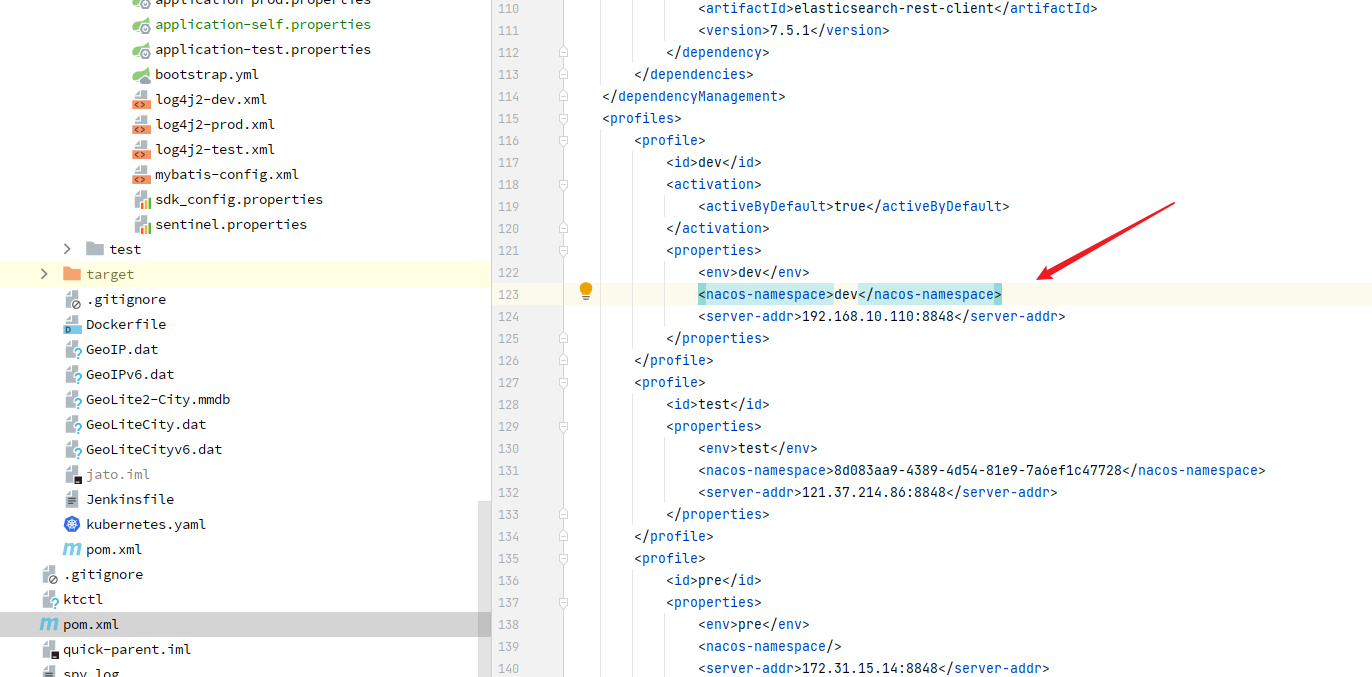 application-prod.properties
application-self.properties
application-test.properties
bootstrap.yml
log4j2-dev.xml
log4j2-prod.xml
log4j2-test.xml
mybatis-config.xml
sdk_config.properties
sentinel.properties
test
target
.gitignore
Dockerfile
GeoIP.dat
GeoIPv6.dat
GeoLite2-City.mmdb
GeoLiteCity.dat
GeoLiteCityv6.dat
jato.iml
Jenkinsfile
kubernetes.yaml
pom.xml
.gitignore
ktctl
pom.xml
quick-parent.iml
spy.log
110 <artifactId>elasticsearch-rest-client</artifactId>
111 <version>7.5.1</version>
112 </dependency>
113 </dependencies>
114 </dependencyManagement>
115 <profiles>
116 <profile>
117 <id>dev</id>
118 <activation>
119 <activeByDefault>true</activeByDefault>
120 </activation>
121 <properties>
122 <env>dev</env>
123 <nacos-namespace>dev</nacos-namespace>
124 <server-addr>192.168.10.110:8848</server-addr>
125 </properties>
126 </profile>
127 <profile>
128 <id>test</id>
129 <properties>
130 <env>test</env>
131 <nacos-namespace>8d083aa9-4389-4d54-81e9-7a6ef1c47728</nacos-namespace>
132 <server-addr>121.37.214.86:8848</server-addr>
133 </properties>
134 </profile>
135 <profile>
136 <id>pre</id>
137 <properties>
138 <env>pre</env>
139 <nacos-namespace/>
140 <server-addr>172.31.15.14:8848</server-addr>